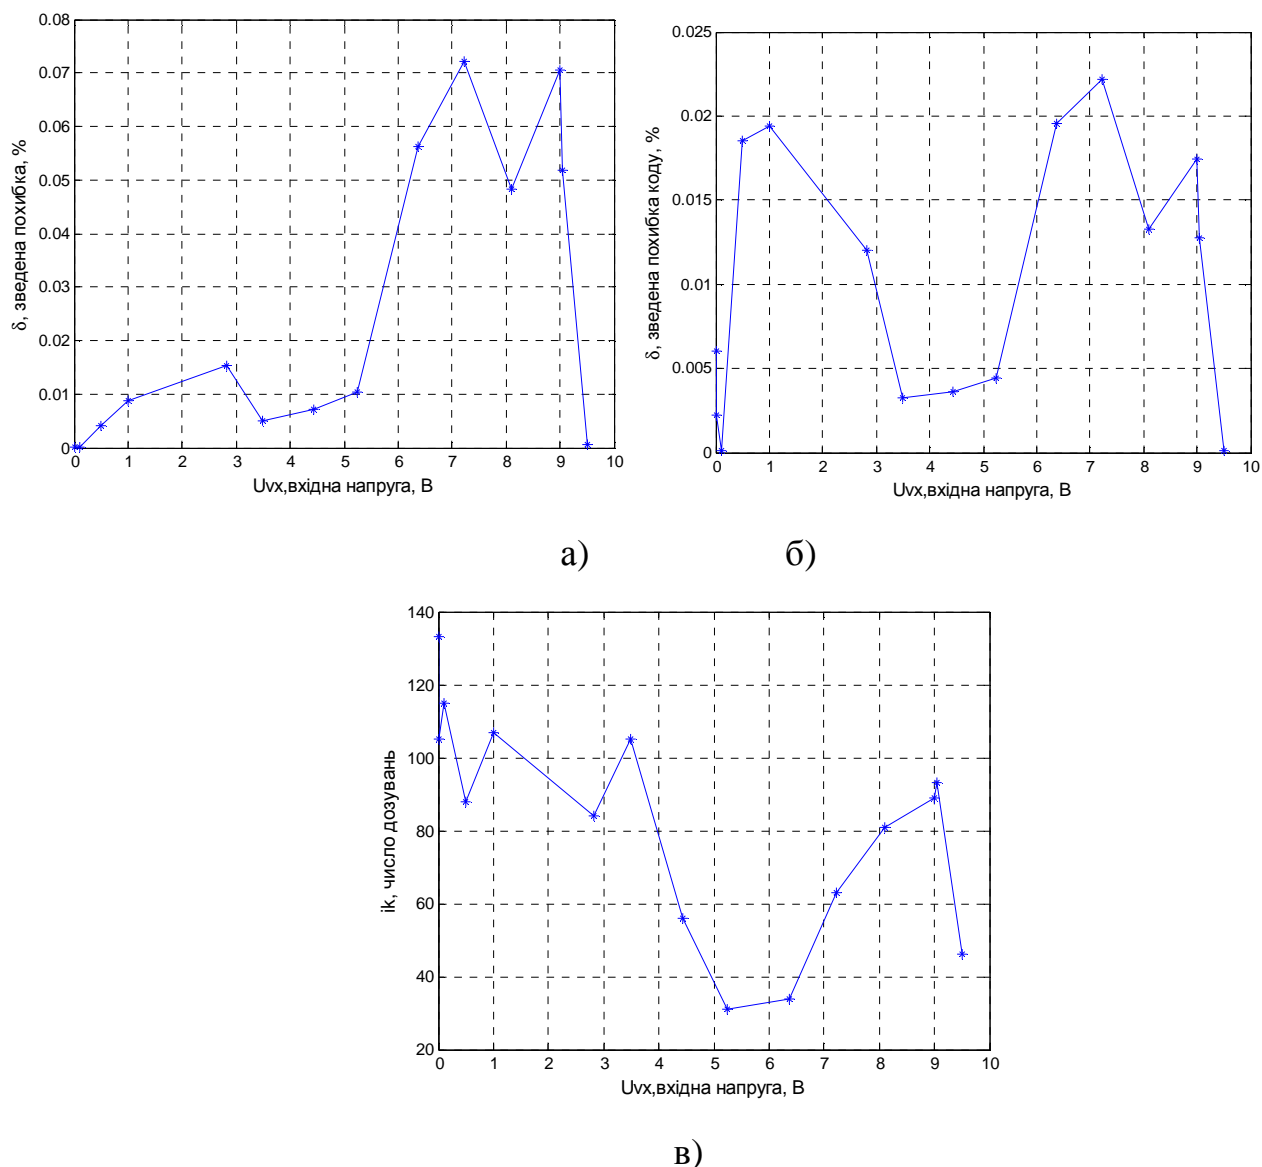 0.08
0.07
0.06
0.05
0.04
0.03
0.02
0.01
0
0 1 2 3 4 5 6 7 8 9 10
δ, зведена похибка, %
Uvx,вхідна напруга, В
0.025
0.02
0.015
0.01
0.005
0
0 1 2 3 4 5 6 7 8 9 10
δ, зведена похибка коду, %
Uvx,вхідна напруга, В
а) б)
140
120
100
80
60
40
20
0 1 2 3 4 5 6 7 8 9 10
ik, число дозувань
Uvx,вхідна напруга, В
в)